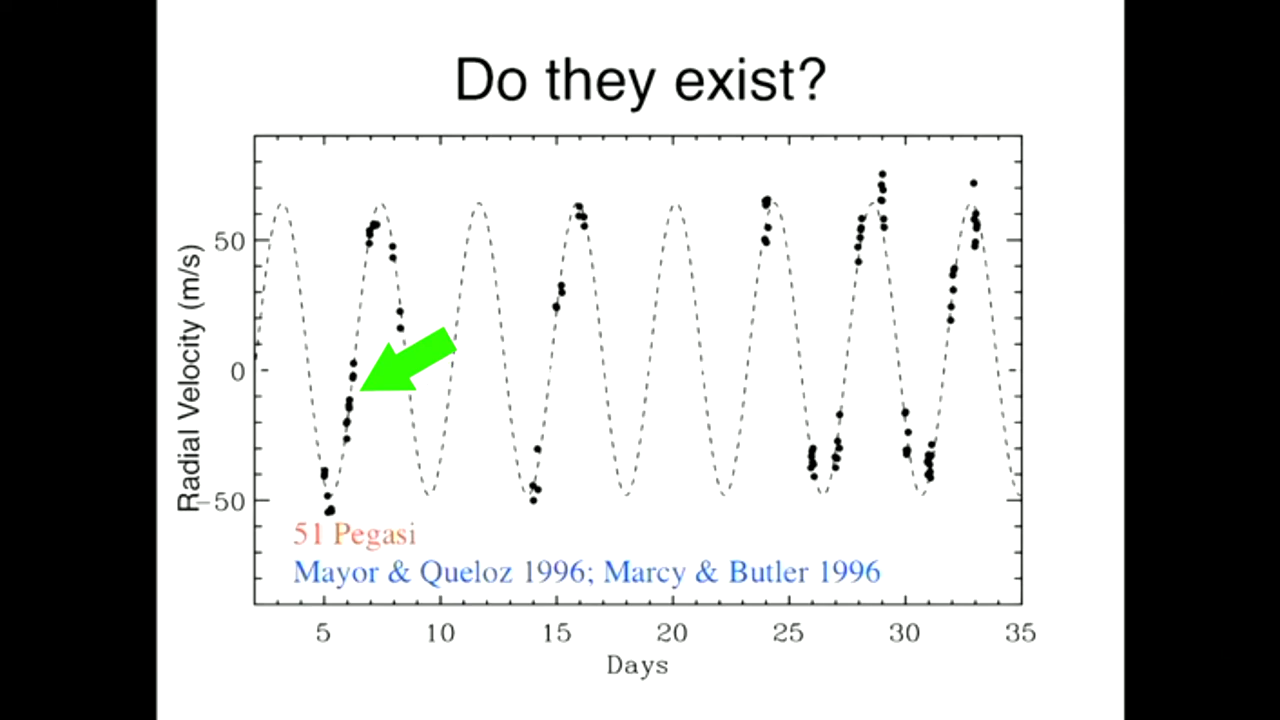 Do they exist?
Radial Velocity (m/s)
50
0
-50
51 Pegasi
Mayor & Queloz 1996; Marcy & Butler 1996
5 10 15 20 25 30 35
Days